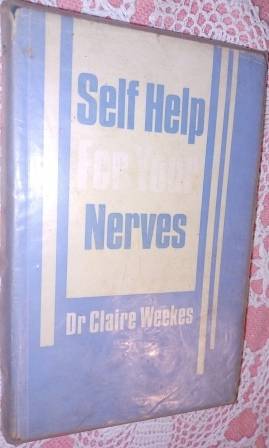 Self Help
For Your
Nerves
Dr Claire Weekes